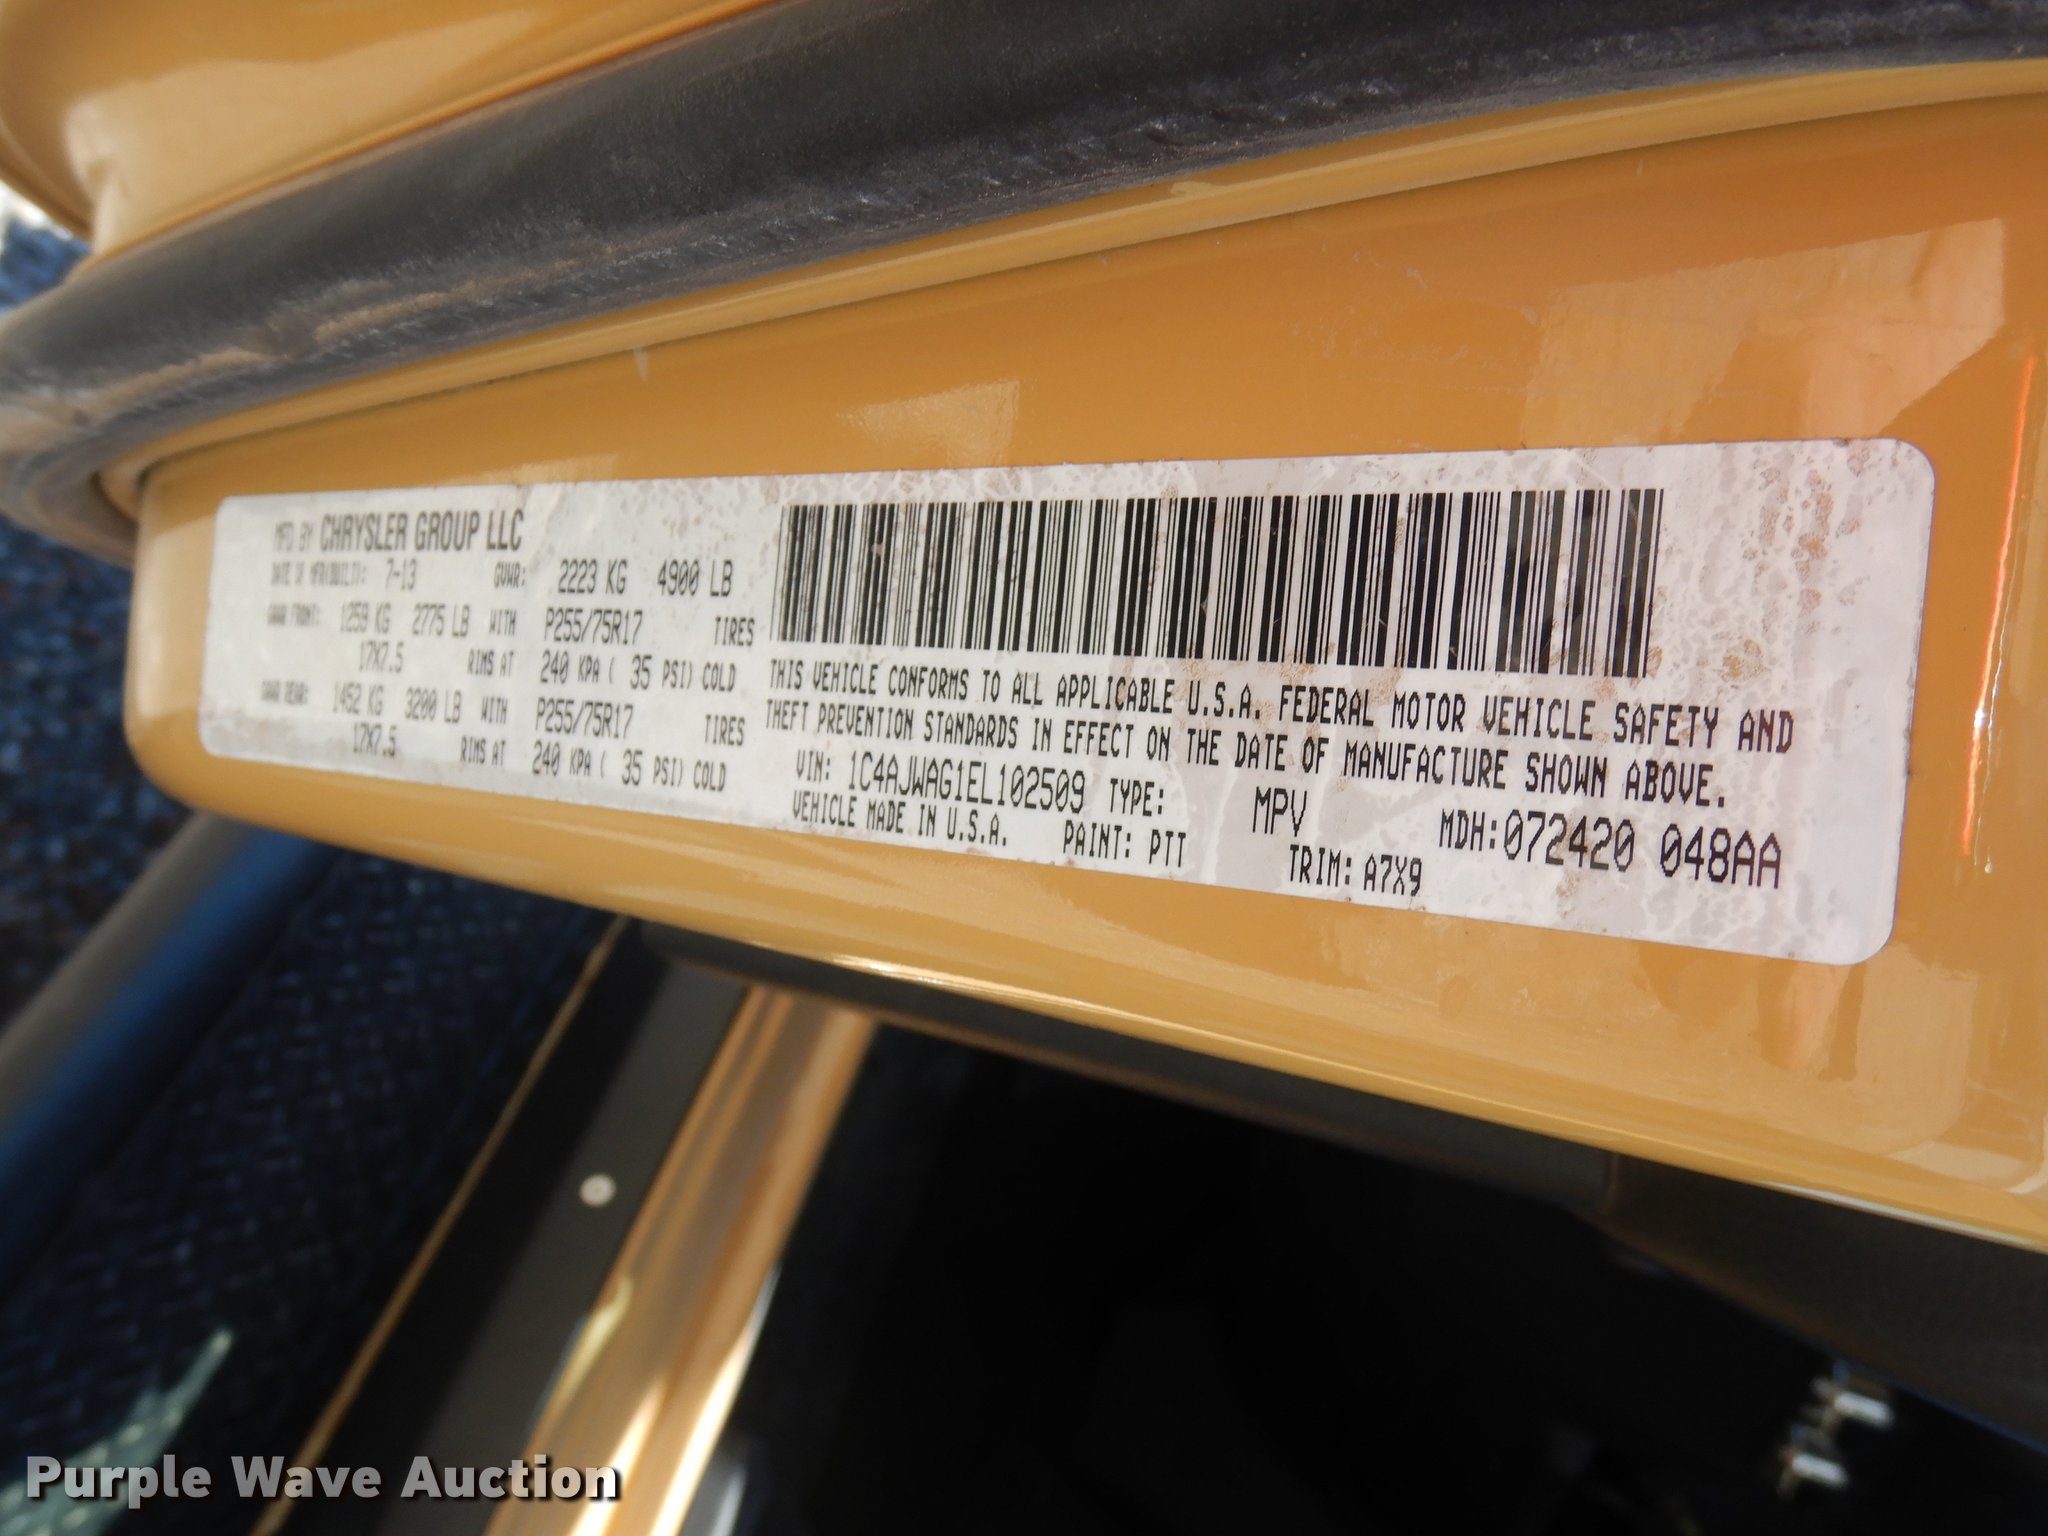 MFD BY CHRYSLER GROUP LLC
DATE OF MFR(BUILT): 7-13 GVWR: 2223 KG 4900 LB
GAWR FRONT: 1259 KG 2775 LB WITH P255/75R17 TIRES
17X7.5 RIMS AT 240 KPA ( 35 PSI) COLD
GAWR REAR: 1452 KG 3200 LB WITH P255/75R17 TIRES
17X7.5 RIMS AT 240 KPA ( 35 PSI) COLD
THIS VEHICLE CONFORMS TO ALL APPLICABLE U.S.A. FEDERAL MOTOR VEHICLE SAFETY AND
THEFT PREVENTION STANDARDS IN EFFECT ON THE DATE OF MANUFACTURE SHOWN ABOVE.
VIN: 1C4AJWAG1EL102509 TYPE: MPV MDH:072420 048AA
VEHICLE MADE IN U.S.A. PAINT: PTT TRIM: A7X9
Purple Wave Auction